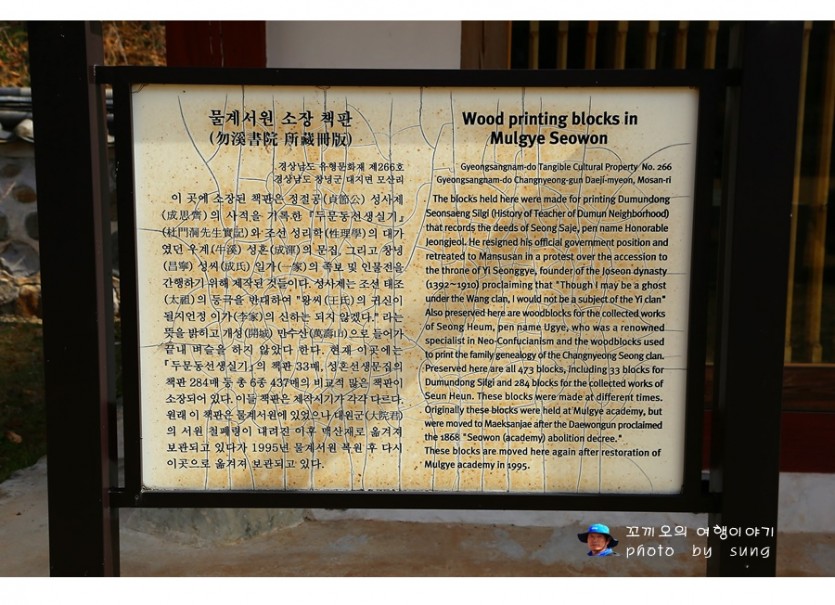 물계서원 소장 책판
(勿溪書院 所藏冊版)
경상남도 유형문화재 제266호
경상남도 창녕군 대지면 모산리
이 곳에 소장된 책판은 정절공(貞節公) 성사제
(成思齊)의 사적을 기록한 『두문동선생실기』
(杜門洞先生實記)와 조선 성리학(性理學)의 대가
였던 우계(牛溪) 성혼(成渾)의 문집, 그리고 창녕
(昌寧) 성씨(成氏) 일가(一家)의 족보 및 인물전을
간행하기 위해 제작된 것들이다. 성사제는 조선 태조
(太祖)의 등극을 반대하여 "왕씨(王氏)의 귀신이
될지언정 이가(李家)의 신하는 되지 않겠다." 라는
뜻을 밝히고 개성(開城) 만수산(萬壽山)으로 들어가
끝내 벼슬을 하지 않았다 한다. 현재 이곳에는
『두문동선생실기』의 책판 33매, 성혼선생문집의
책판 284매 등 총 6종 437매의 비교적 많은 책판이
소장되어 있다. 이들 책판은 제작시기가 각각 다르다.
원래 이 책판은 물계서원에 있었으나 대원군(大院君)
의 서원 철폐령이 내려진 이후 맥산재로 옮겨져
보관되고 있다가 1995년 물계서원 복원 후 다시
이곳으로 옮겨져 보관되고 있다.
Wood printing blocks in
Mulgye Seowon
Gyeongsangnam-do Tangible Cultural Property No. 266
Gyeongsangnam-do Changnyeong-gun Daeji-myeon, Mosan-ri
The blocks held here were made for printing Dumundong
Seonsaeng Silgi (History of Teacher of Dumun Neighborhood)
that records the deeds of Seong Saje, pen name Honorable
Jeongjeol. He resigned his official government position and
retreated to Mansusan in a protest over the accession to
the throne of Yi Seonggye, founder of the Joseon dynasty
(1392~1910) proclaiming that "Though I may be a ghost
under the Wang clan, I would not be a subject of the Yi clan"
Also preserved here are woodblocks for the collected works
of Seong Heum, pen name Ugye, who was a renowned
specialist in Neo-Confucianism and the woodblocks used
to print the family genealogy of the Changnyeong Seong clan.
Preserved here are all 473 blocks, including 33 blocks for
Dumundong Silgi and 284 blocks for the collected works of
Seun Heun. These blocks were made at different times.
Originally these blocks were held at Mulgye academy, but
were moved to Maeksanjae after the Daewongun proclaimed
the 1868 "Seowon (academy) abolition decree."
These blocks are moved here again after restoration of
Mulgye academy in 1995.
꼬끼오의 여행이야기
photo by sung